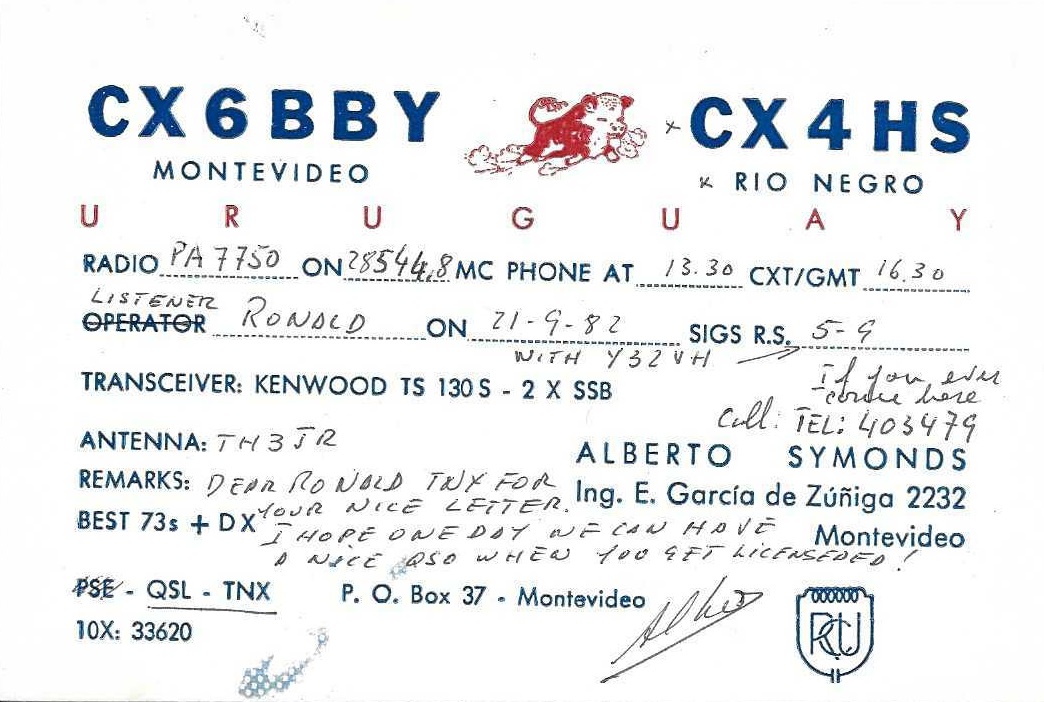 CX6BBY x CX4HS
MONTEVIDEO x RIO NEGRO
URUGUAY
RADIO PA 7750 ON 28544,8 MC PHONE AT 13.30 CXT/GMT 16.30
LISTENER
OPERATOR RONALD ON 21-9-82 SIGS R.S. 5-9
WITH Y32VH
If you ever
TRANSCEIVER: KENWOOD TS 130 S - 2 X SSB
come here
Call: TEL: 403479
ANTENNA: TH3JR
ALBERTO SYMONDS
REMARKS: DEAR RONALD TNX FOR
Ing. E. García de Zúñiga 2232
YOUR NICE LETTER.
BEST 73s + DX
I HOPE ONE DAY WE CAN HAVE
Montevideo
A NICE QSO WHEN YOU GET LICENSEDED!
PSE - QSL - TNX P. O. Box 37 - Montevideo
10X: 33620
RCU